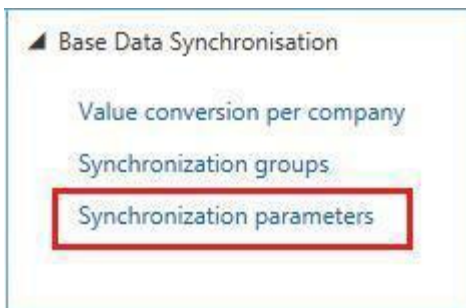 Base Data Synchronisation
Value conversion per company
Synchronization groups
Synchronization parameters